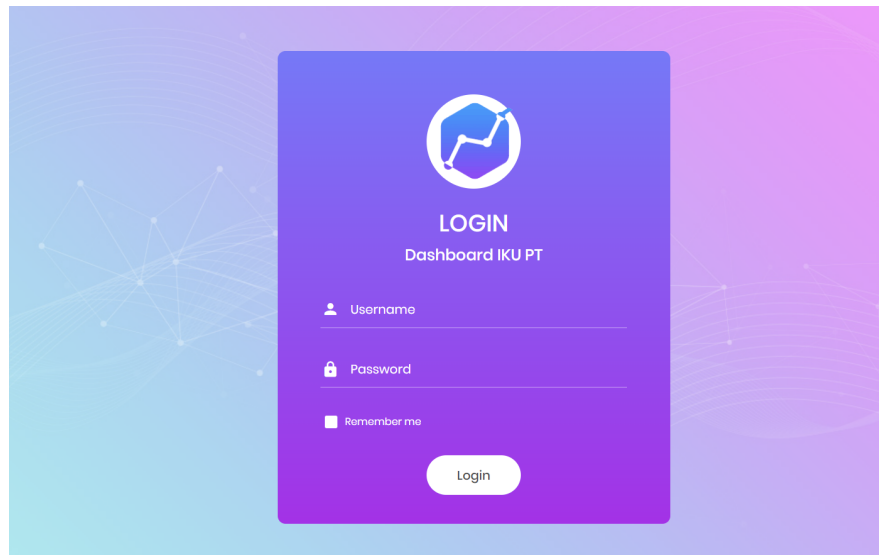 LOGIN
Dashboard IKU PT
Username
Password
Remember me
Login